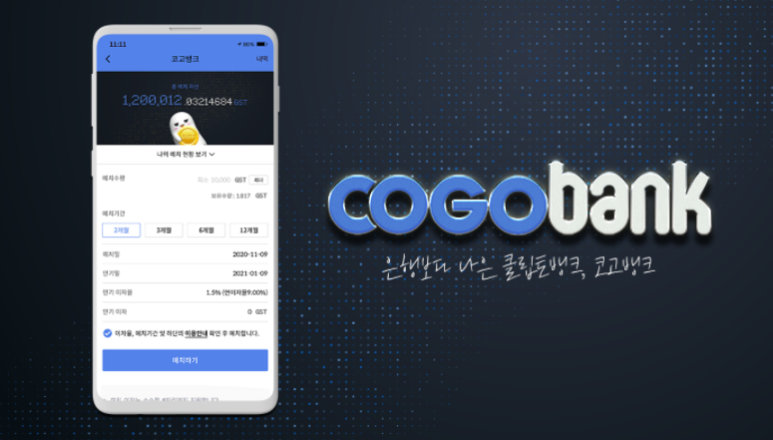 11:11
86%
코고뱅크
내역
총 예치 자산
1,200,012.03214684 GST
나의 예치 현황 보기
예치수량
최소 10,000 GST
보유수량 : 1,817 GST
예치기간
2개월 3개월 6개월 12개월
예치일 2020-11-09
만기일 2021-01-09
만기 이자율 1.5% (연이자율9.00%)
만기 이자 0 GST
이자율, 예치기간 및 하단의 이용안내 확인 후 예치합니다.
예치하기
COGObank
은행보다 나은 클립토뱅크, 코고뱅크